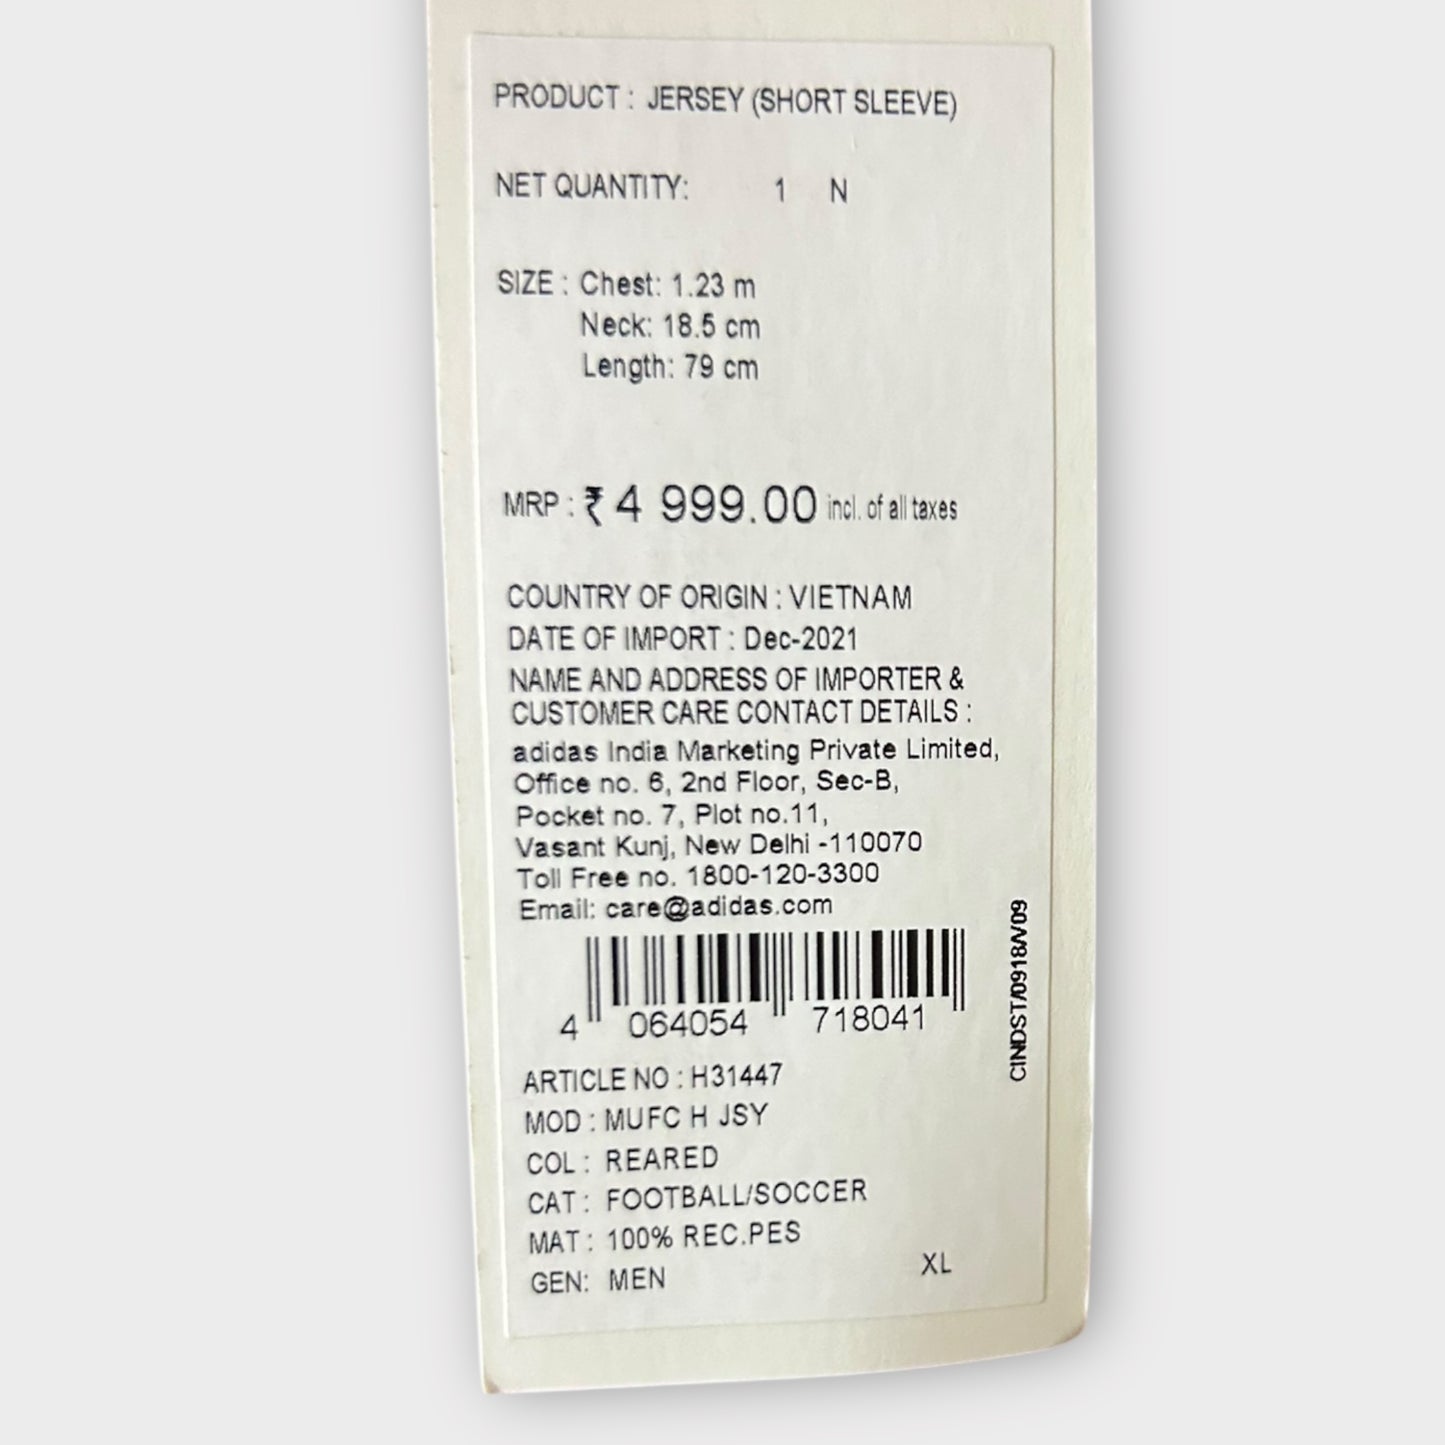 PRODUCT : JERSEY (SHORT SLEEVE)
NET QUANTITY: 1 N
SIZE : Chest: 1.23 m
Neck: 18.5 cm
Length: 79 cm
MRP : ₹ 4 999.00 incl. of all taxes
COUNTRY OF ORIGIN : VIETNAM
DATE OF IMPORT : Dec-2021
NAME AND ADDRESS OF IMPORTER &
CUSTOMER CARE CONTACT DETAILS :
adidas India Marketing Private Limited,
Office no. 6, 2nd Floor, Sec-B,
Pocket no. 7, Plot no.11,
Vasant Kunj, New Delhi -110070
Toll Free no. 1800-120-3300
Email: care@adidas.com
4 064054 718041
CINDST/0918/V09
ARTICLE NO : H31447
MOD : MUFC H JSY
COL : REARED
CAT : FOOTBALL/SOCCER
MAT : 100% REC.PES
GEN: MEN XL